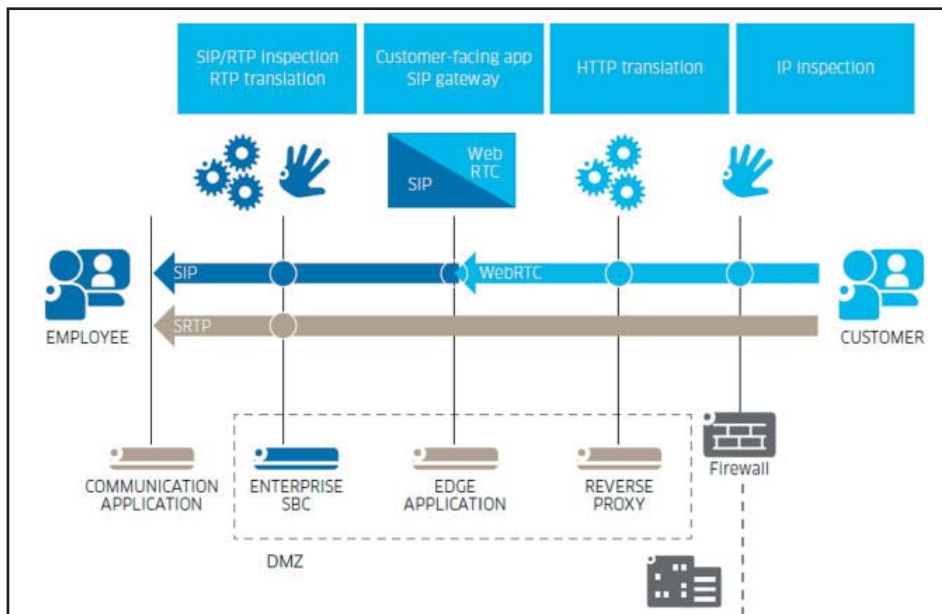 SIP/RTP inspection
RTP translation
Customer-facing app
SIP gateway
HTTP translation
IP inspection
Web
RTC
SIP
SIP
WebRTC
SRTP
EMPLOYEE
CUSTOMER
COMMUNICATION
APPLICATION
ENTERPRISE
SBC
EDGE
APPLICATION
REVERSE
PROXY
Firewall
DMZ